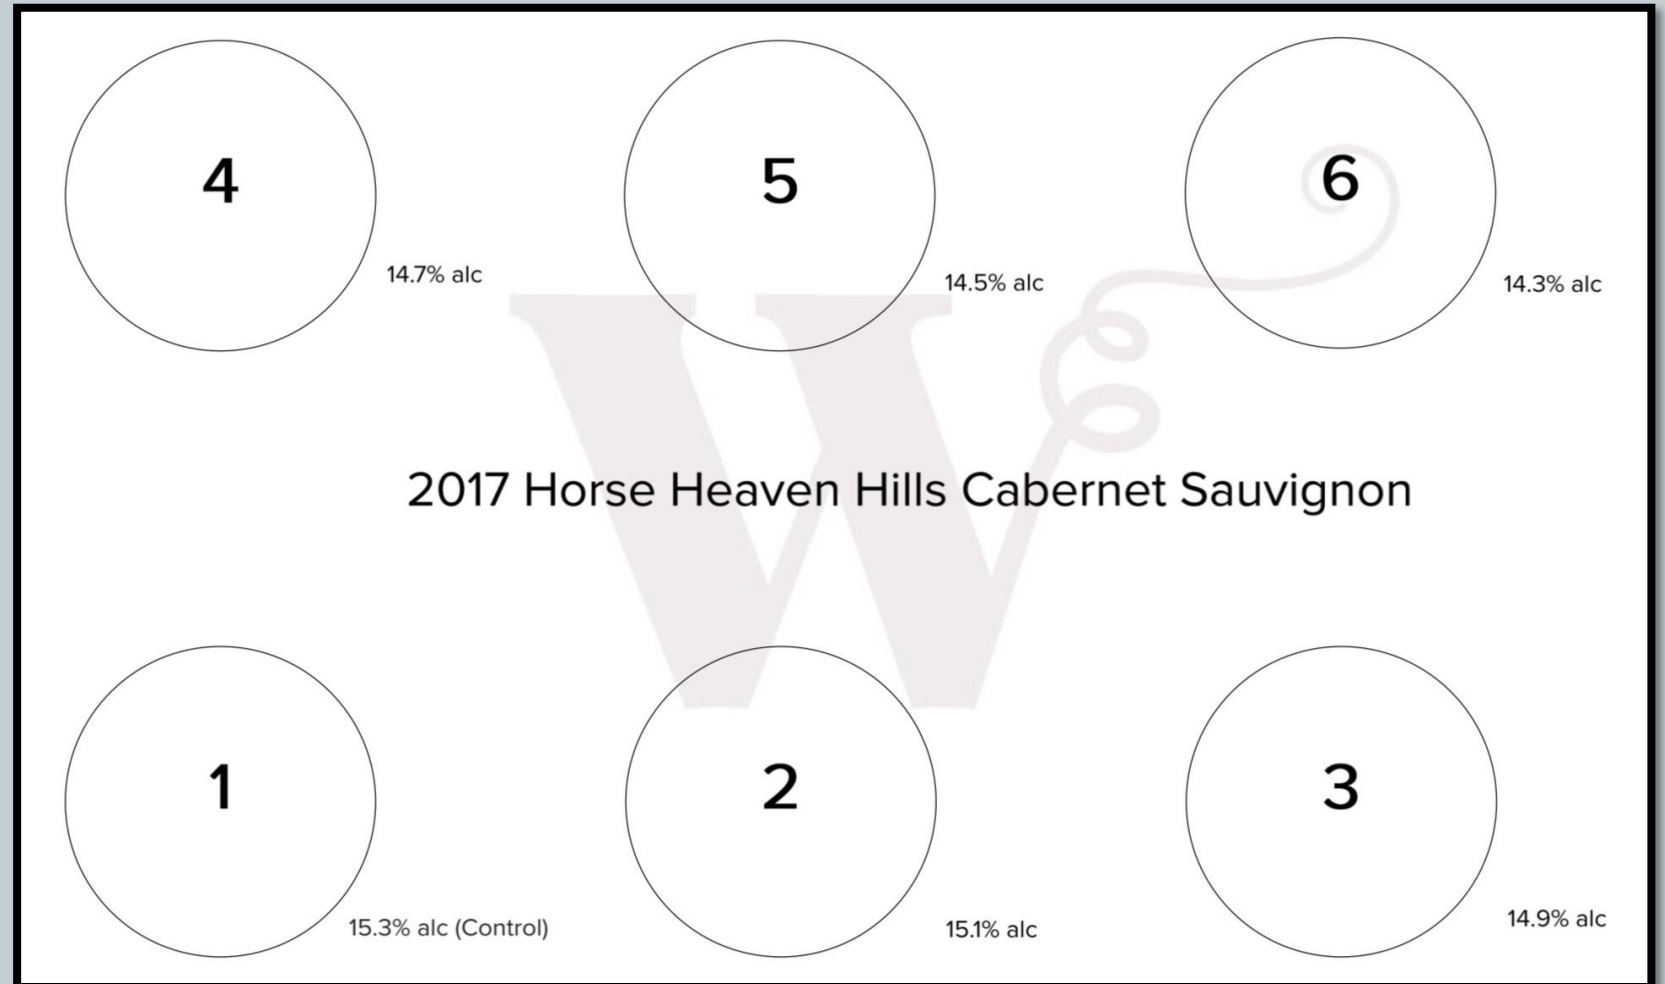 4
5
6
14.7% alc
14.5% alc
14.3% alc
W
2017 Horse Heaven Hills Cabernet Sauvignon
1
2
3
15.3% alc (Control)
15.1% alc
14.9% alc